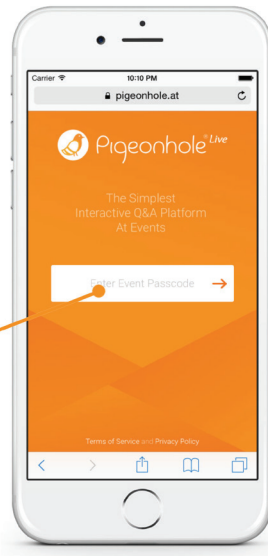 Carrier 10:10 PM
pigeonhole.at
Pigeonhole® Live
The Simplest
Interactive Q&A Platform
At Events
Enter Event Passcode
Terms of Service and Privacy Policy